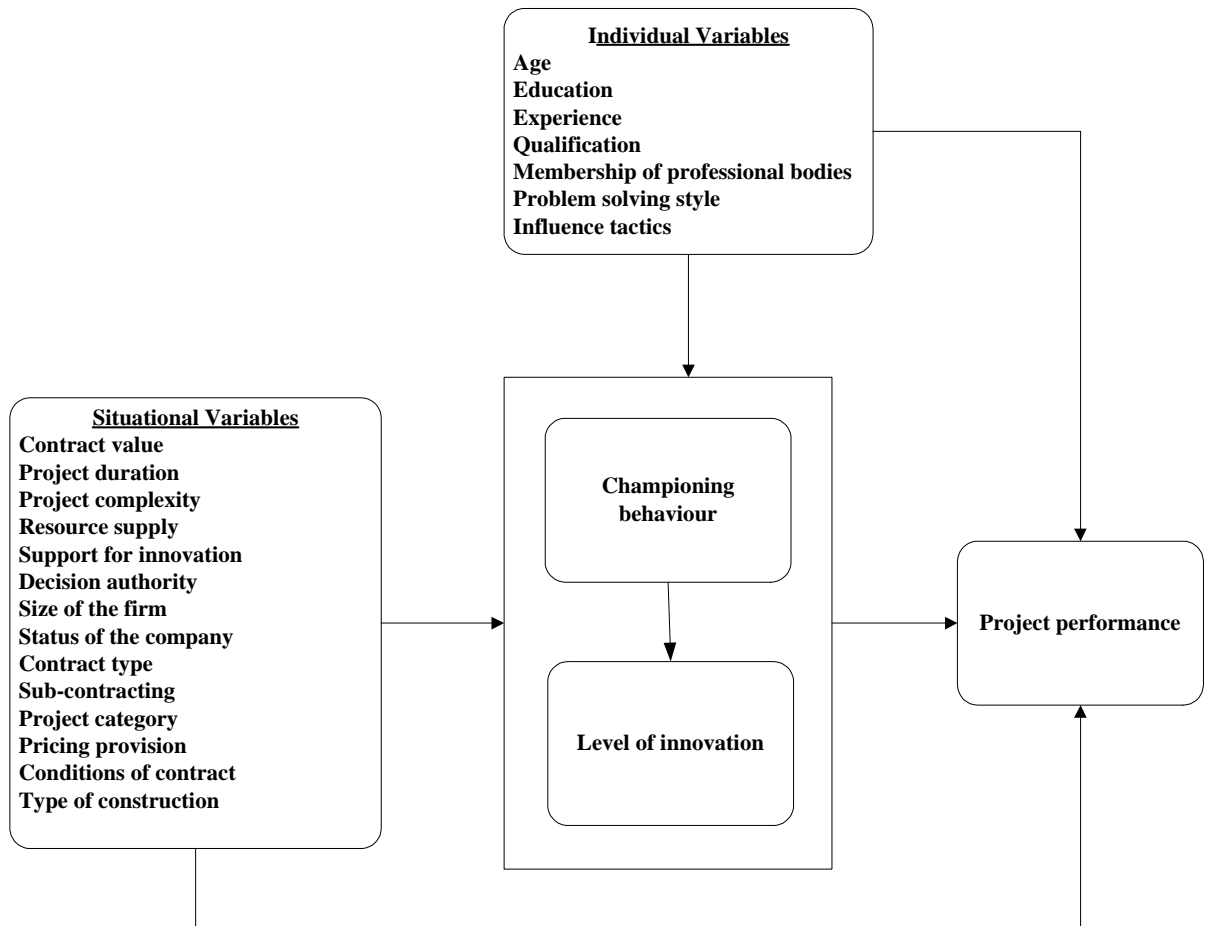 Individual Variables
Age
Education
Experience
Qualification
Membership of professional bodies
Problem solving style
Influence tactics
Situational Variables
Contract value
Project duration
Project complexity
Resource supply
Support for innovation
Decision authority
Size of the firm
Status of the company
Contract type
Sub-contracting
Project category
Pricing provision
Conditions of contract
Type of construction
Championing
behaviour
Level of innovation
Project performance